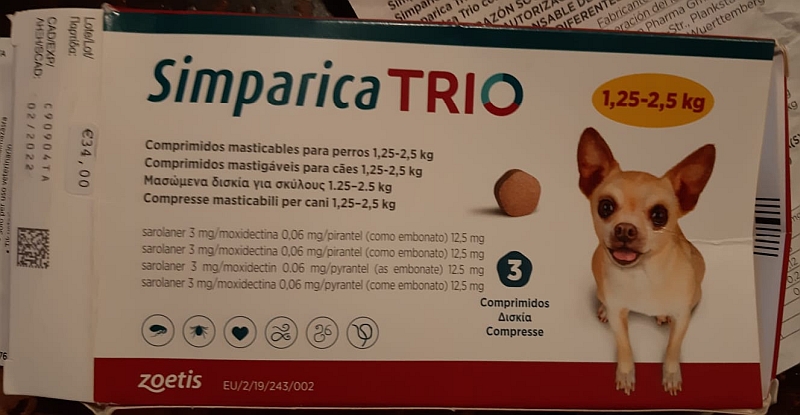 Simparica TRIO
1,25-2,5 kg
Comprimidos masticables para perros 1,25-2,5 kg
Comprimidos mastigáveis para cães 1,25-2,5 kg
Μασώμενα δισκία για σκύλους 1.25-2.5 kg
Compresse masticabili per cani 1,25-2,5 kg
sarolaner 3 mg/moxidectina 0,06 mg/pirantel (como embonato) 12,5 mg
sarolaner 3 mg/moxidectina 0,06 mg/pirantel (como embonato) 12,5 mg
sarolaner 3 mg/moxidectin 0.06 mg/pyrantel (as embonate) 12.5 mg
sarolaner 3 mg/moxidectina 0,06 mg/pyrantel (come embonato) 12,5 mg
3
Comprimidos
Δισκία
Compresse
zoetis
EU/2/19/243/002
Lote/Lot/
Παρτίδα:
CAD/EXP/
ΛΗΞΗ/SCAD:
C90904TA
02/2022
€34,00